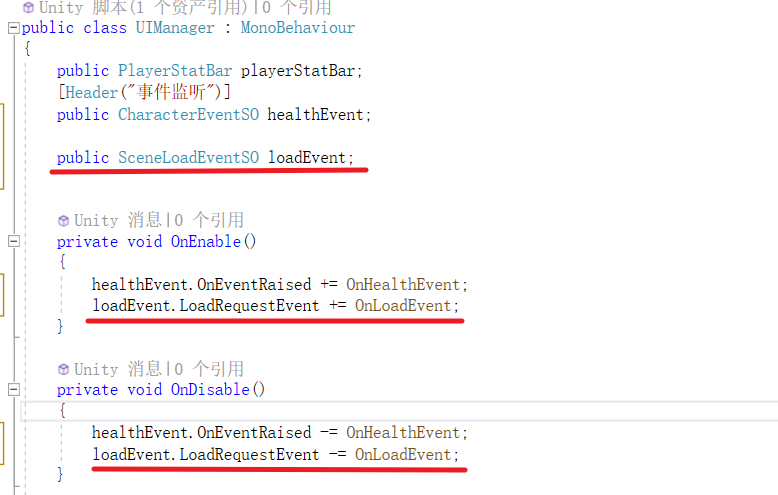 Unity 脚本(1 个资产引用)|0 个引用
public class UIManager : MonoBehaviour
{
public PlayerStatBar playerStatBar;
[Header("事件监听")]
public CharacterEventSO healthEvent;
public SceneLoadEventSO loadEvent;
Unity 消息|0 个引用
private void OnEnable()
{
healthEvent.OnEventRaised += OnHealthEvent;
loadEvent.LoadRequestEvent += OnLoadEvent;
}
Unity 消息|0 个引用
private void OnDisable()
{
healthEvent.OnEventRaised -= OnHealthEvent;
loadEvent.LoadRequestEvent -= OnLoadEvent;
}